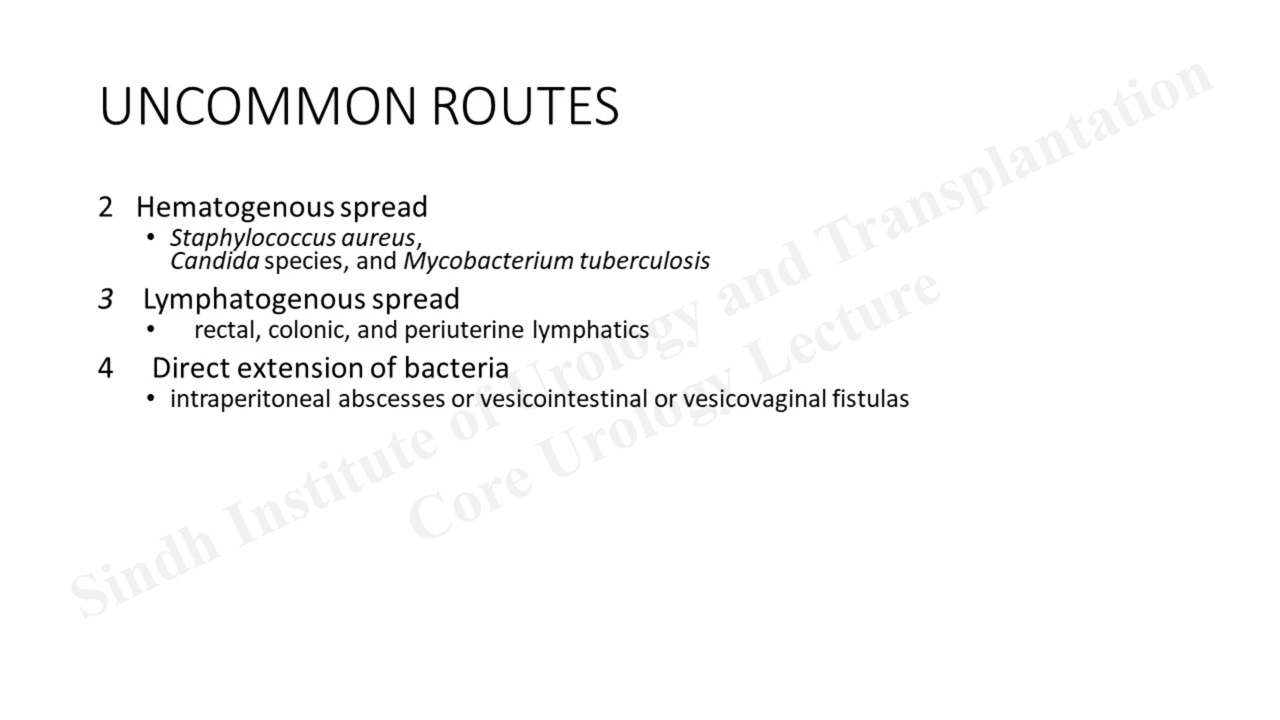 UNCOMMON ROUTES
2 Hematogenous spread
• Staphylococcus aureus,
Candida species, and Mycobacterium tuberculosis
3 Lymphatogenous spread
• rectal, colonic, and periuterine lymphatics
4 Direct extension of bacteria
• intraperitoneal abscesses or vesicointestinal or vesicovaginal fistulas
Sindh Institute of Urology and Transplantation
Core Urology Lecture